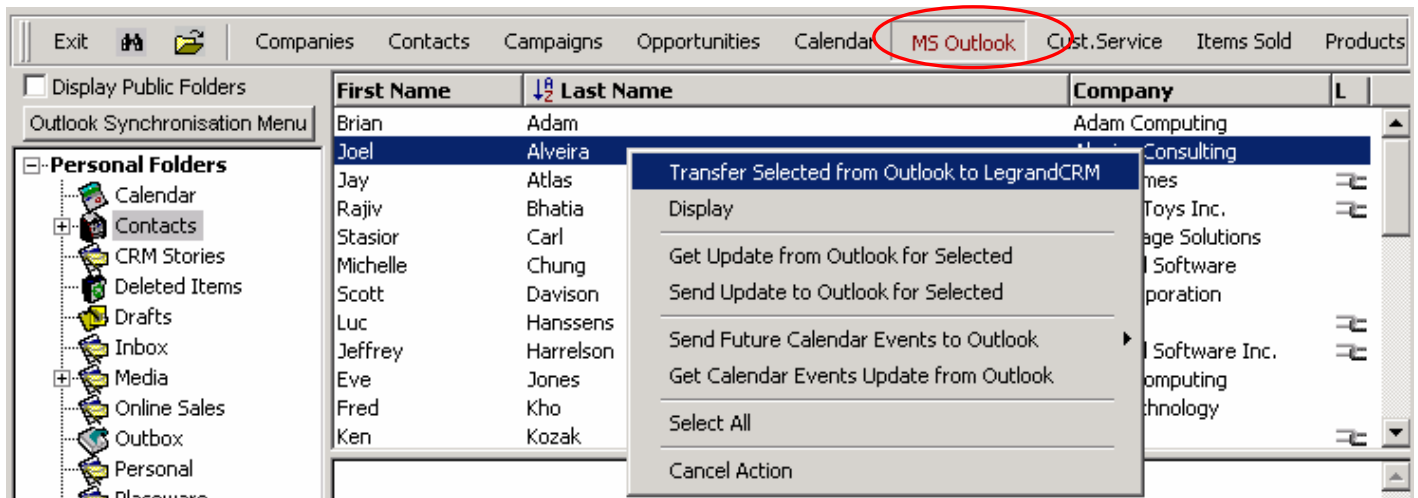 Exit Companies Contacts Campaigns Opportunities Calendar MS Outlook Cust.Service Items Sold Products
Display Public Folders
Outlook Synchronisation Menu
Personal Folders
Calendar
Contacts
CRM Stories
Deleted Items
Drafts
Inbox
Media
Online Sales
Outbox
Personal
First Name Last Name Company L
Brian Adam Adam Computing
Joel Alveira Consulting
Jay Atlas
Rajiv Bhatia Toys Inc.
Stasior Carl Solutions
Michelle Chung Software
Scott Davison
Luc Hanssens
Jeffrey Harrelson Software Inc.
Eve Jones
Fred Kho
Ken Kozak
Transfer Selected from Outlook to LegrandCRM
Display
Get Update from Outlook for Selected
Send Update to Outlook for Selected
Send Future Calendar Events to Outlook
Get Calendar Events Update from Outlook
Select All
Cancel Action